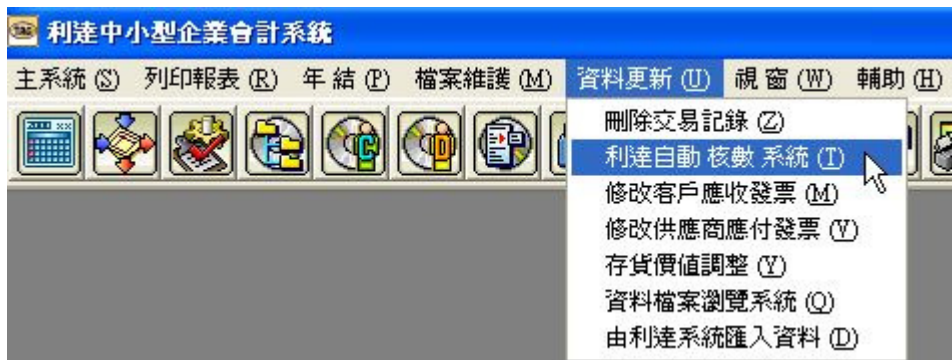 利達中小型企業會計系統
主系統 (S) 列印報表 (R) 年結 (P) 檔案維護 (M) 資料更新 (U) 視窗 (W) 輔助 (H)
刪除交易記錄 (Z)
利達自動核數系統 (T)
修改客戶應收發票 (M)
修改供應商應付發票 (V)
存貨價值調整 (Y)
資料檔案瀏覽系統 (Q)
由利達系統匯入資料 (D)